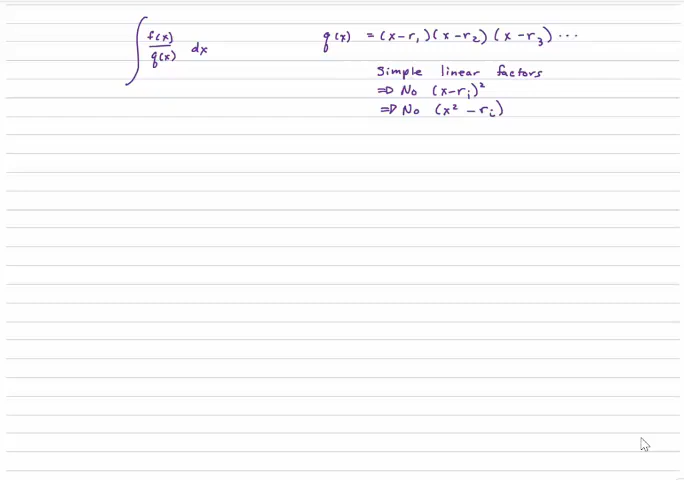 ∫ f(x)/g(x) dx
g(x) = (x-r₁)(x-r₂)(x-r₃)...
Simple linear factors
⇒ No (x-rᵢ)²
⇒ No (x² - rᵢ)